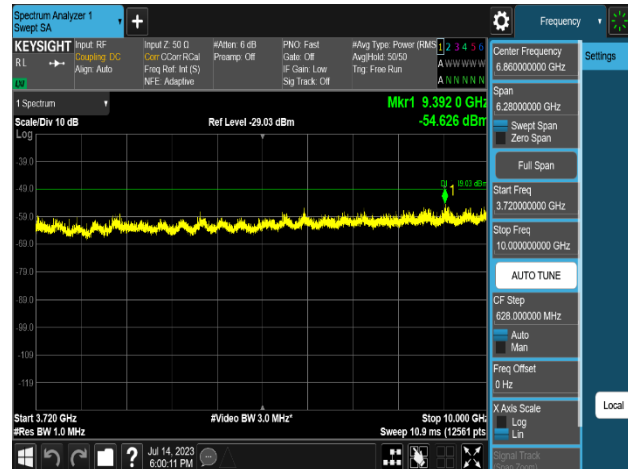 Spectrum Analyzer 1
Swept SA
+
Frequency
KEYSIGHT
RL
LW
Input: RF
Coupling: DC
Align: Auto
Input Z: 50 Ω
Corr CCorr RCal
Freq Ref: Int (S)
NFE: Adaptive
#Atten: 6 dB
Preamp: Off
PNO: Fast
Gate: Off
IF Gain: Low
Sig Track: Off
#Avg Type: Power (RMS
Avg|Hold: 50/50
Trig: Free Run
1 2 3 4 5 6
A W W W W W
A N N N N N
1 Spectrum
Scale/Div 10 dB
Log
Ref Level -29.03 dBm
Mkr1 9.392 0 GHz
-54.626 dBm
-39.0
-49.0
-59.0
-69.0
-79.0
-89.0
-99.0
-109
-119
1
Start 3.720 GHz
#Res BW 1.0 MHz
#Video BW 3.0 MHz*
Stop 10.000 GHz
Sweep 10.9 ms (12561 pts
Jul 14, 2023
6:00:11 PM
Center Frequency
6.860000000 GHz
Span
6.28000000 GHz
Swept Span
Zero Span
Full Span
Start Freq
3.720000000 GHz
Stop Freq
10.000000000 GHz
AUTO TUNE
CF Step
628.000000 MHz
Auto
Man
Freq Offset
0 Hz
X Axis Scale
Log
Lin
Signal Track
(Span Zoom)
Settings
Local